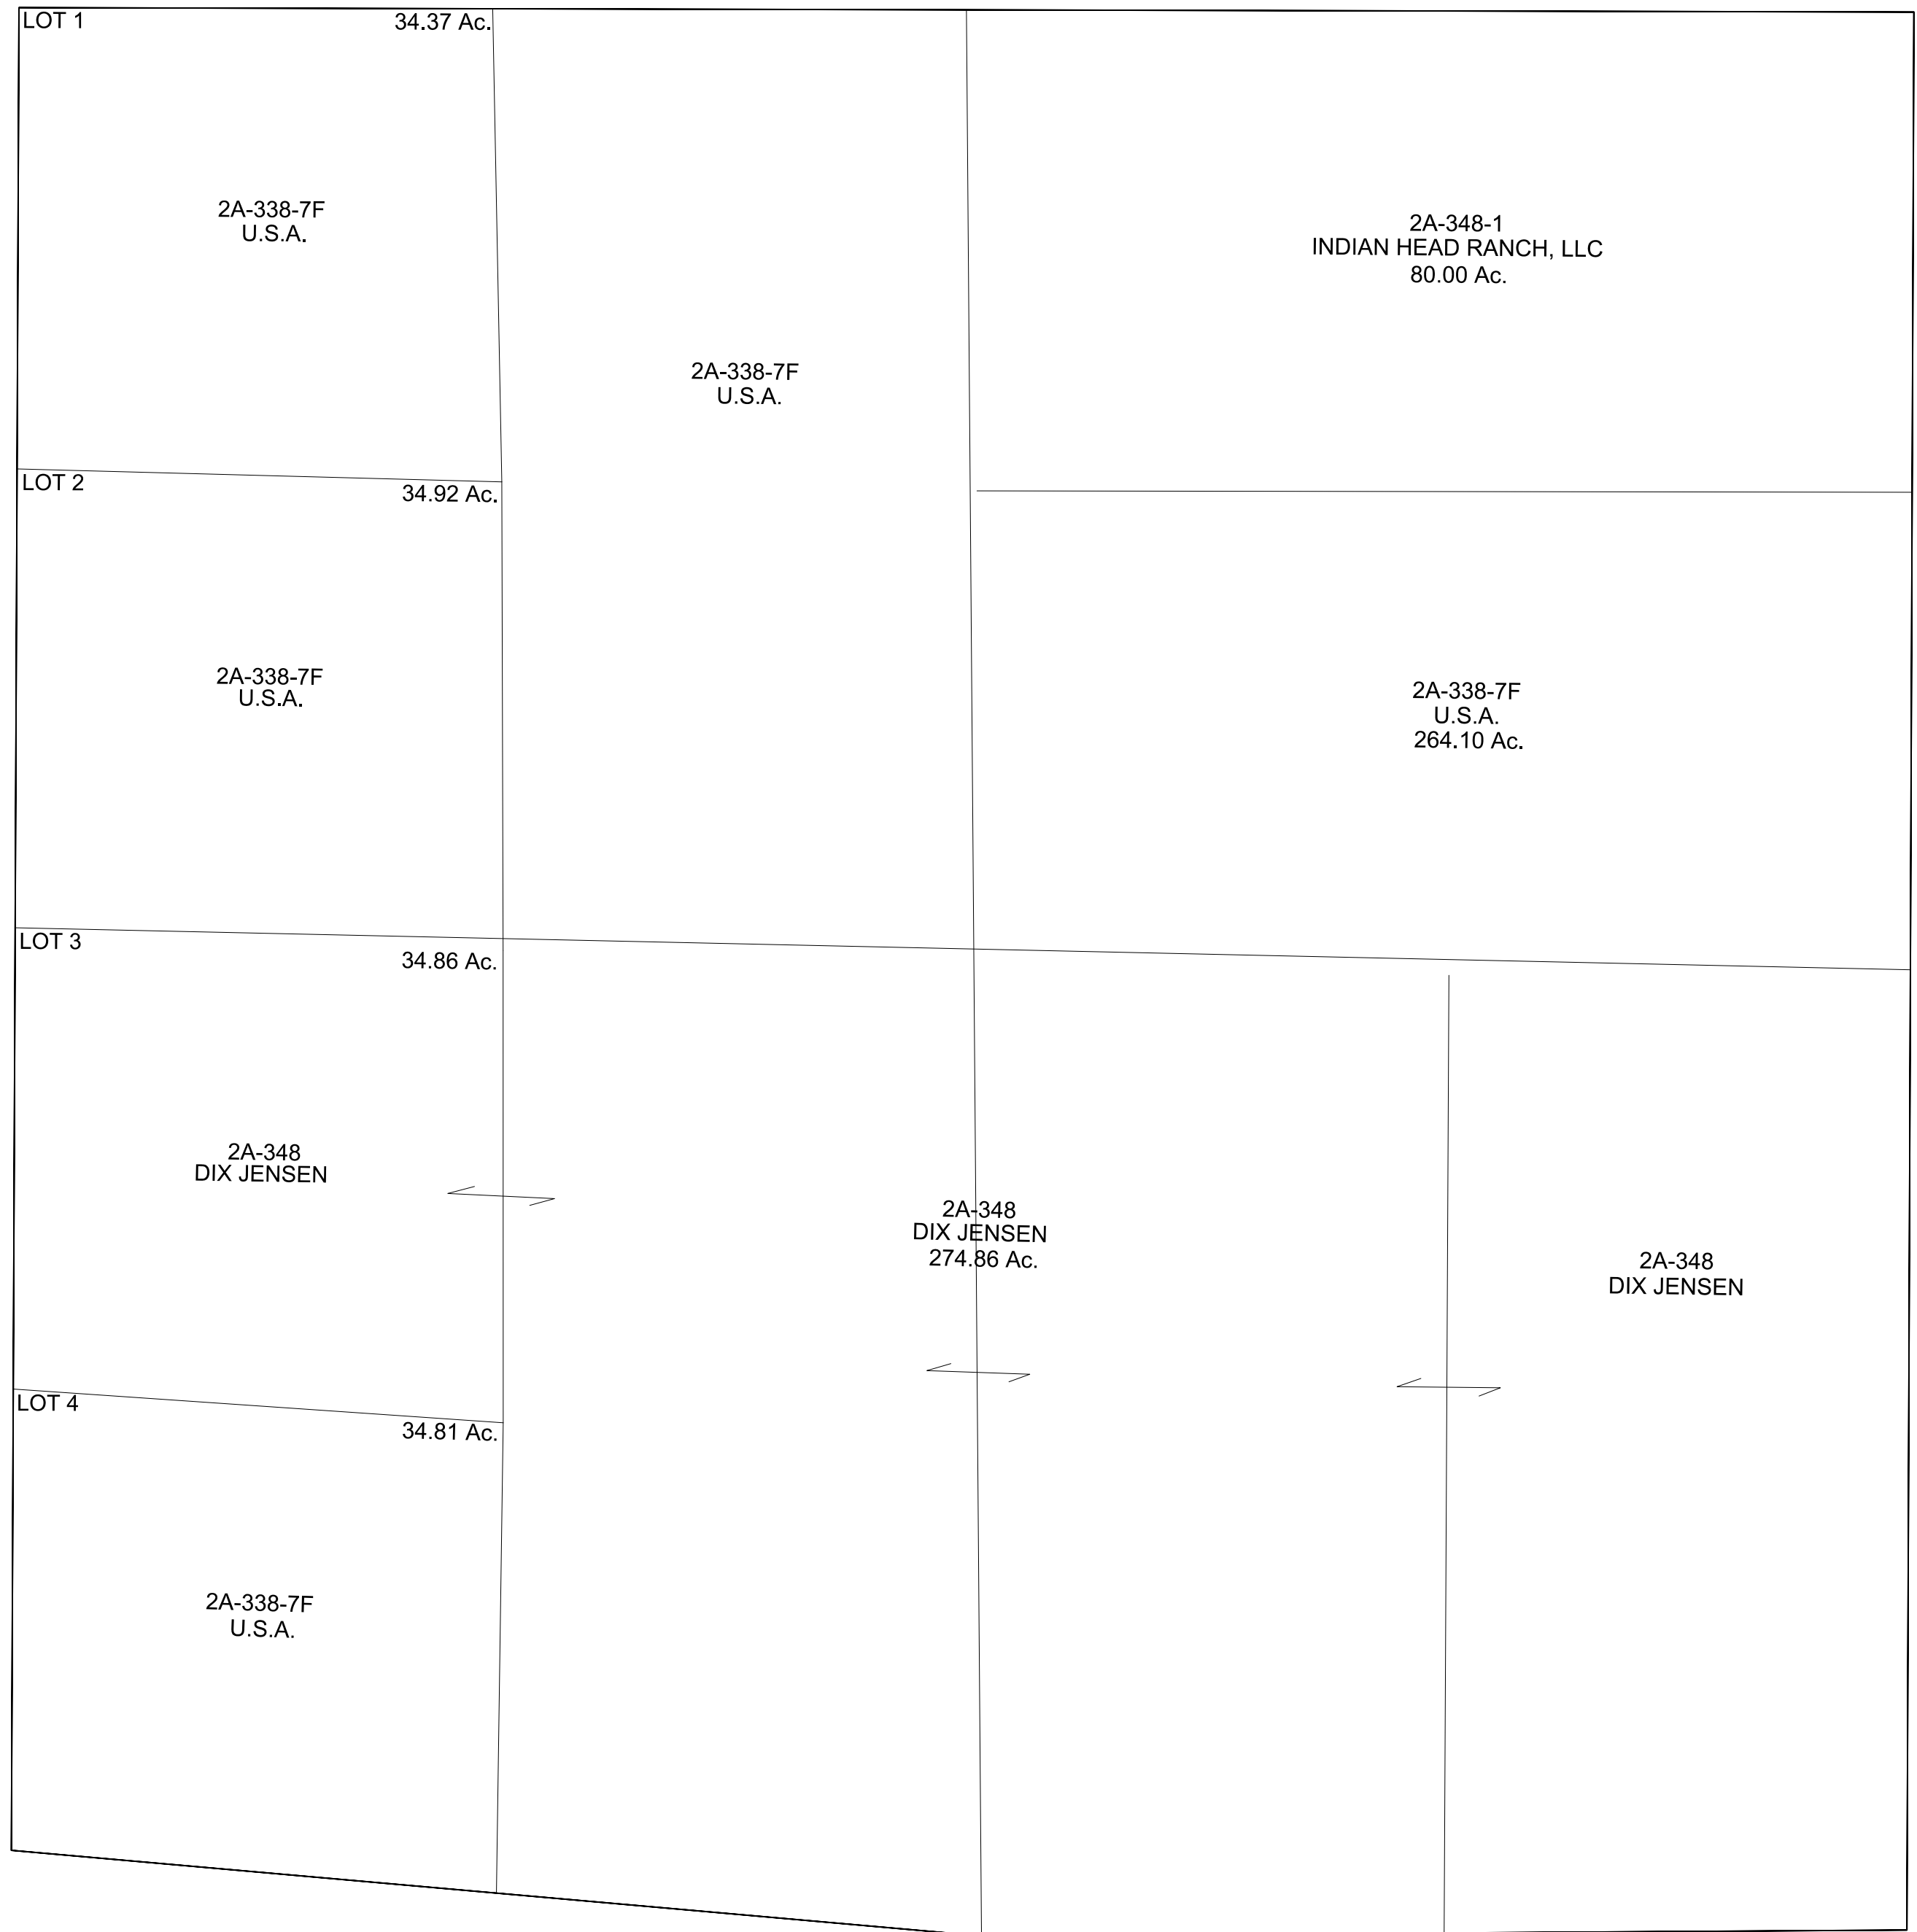 LOT 1
34.37 Ac.
2A-338-7F
U.S.A.
2A-348-1
INDIAN HEAD RANCH, LLC
80.00 Ac.
2A-338-7F
U.S.A.
LOT 2
34.92 Ac.
2A-338-7F
U.S.A.
2A-338-7F
U.S.A.
264.10 Ac.
LOT 3
34.86 Ac.
2A-348
DIX JENSEN
2A-348
DIX JENSEN
274.86 Ac.
2A-348
DIX JENSEN
LOT 4
34.81 Ac.
2A-338-7F
U.S.A.